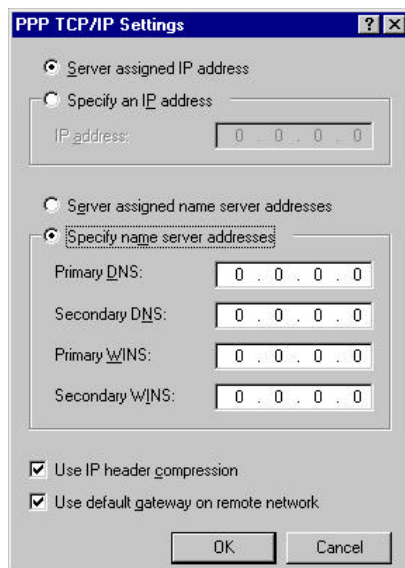 PPP TCP/IP Settings
Server assigned IP address
Specify an IP address
IP address: 0 . 0 . 0 . 0
Server assigned name server addresses
Specify name server addresses
Primary DNS: 0 . 0 . 0 . 0
Secondary DNS: 0 . 0 . 0 . 0
Primary WINS: 0 . 0 . 0 . 0
Secondary WINS: 0 . 0 . 0 . 0
Use IP header compression
Use default gateway on remote network
OK Cancel